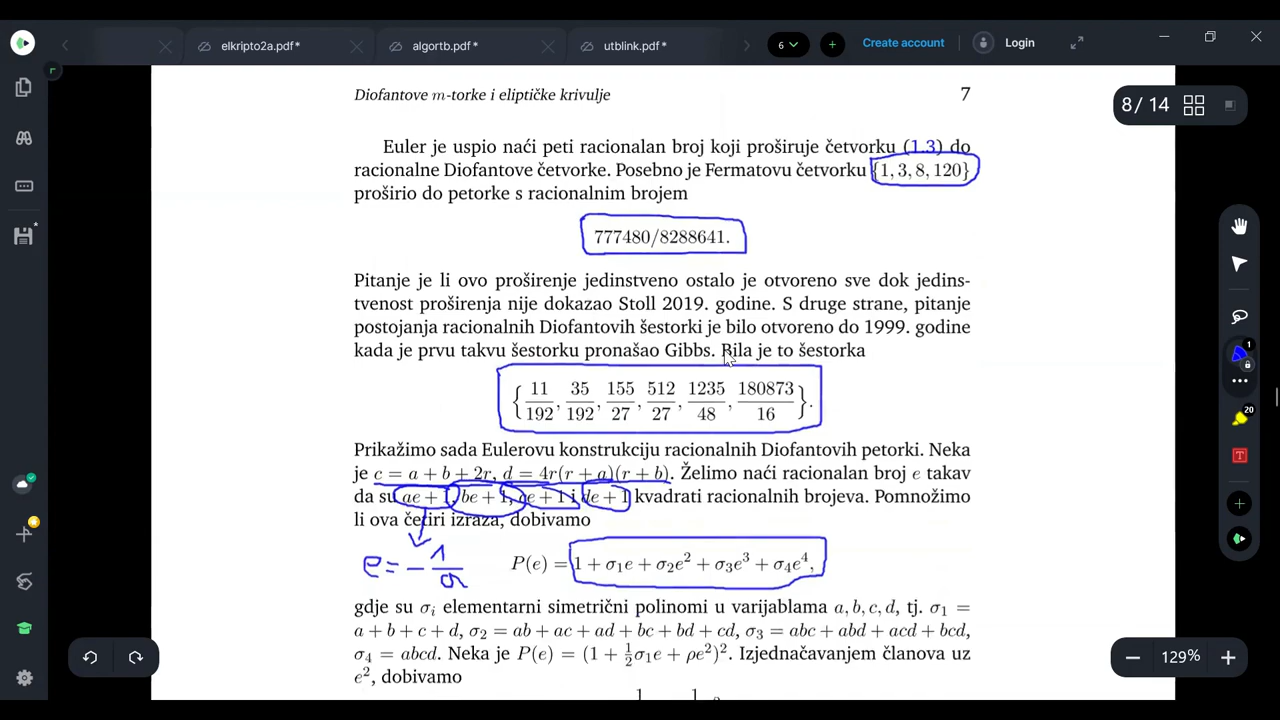 elkripto2a.pdf*
algortb.pdf*
utblink.pdf*
6
Create account
Login
Diofantove m-torke i eliptičke krivulje
7
8 / 14
Euler je uspio naći peti racionalan broj koji proširuje četvorku (1.3) do
racionalne Diofantove četvorke. Posebno je Fermatovu četvorku {1, 3, 8, 120}
proširio do petorke s racionalnim brojem
777480/8288641.
Pitanje je li ovo proširenje jedinstveno ostalo je otvoreno sve dok jedins-
tvenost proširenja nije dokazao Stoll 2019. godine. S druge strane, pitanje
postojanja racionalnih Diofantovih šestorki je bilo otvoreno do 1999. godine
kada je prvu takvu šestorku pronašao Gibbs. Bila je to šestorka
{11/192, 35/192, 155/27, 512/27, 1235/48, 180873/16}.
Prikažimo sada Eulerovu konstrukciju racionalnih Diofantovih petorki. Neka
je c = a + b + 2r, d = 4r(r + a)(r + b). Želimo naći racionalan broj e takav
da su ae + 1, be + 1, ce + 1 i de + 1 kvadrati racionalnih brojeva. Pomnožimo
li ova četiri izraza, dobivamo
e = - 1/a
P(e) = 1 + σ₁e + σ₂e² + σ₃e³ + σ₄e⁴,
gdje su σᵢ elementarni simetrični polinomi u varijablama a, b, c, d, tj. σ₁ =
a + b + c + d, σ₂ = ab + ac + ad + bc + bd + cd, σ₃ = abc + abd + acd + bcd,
σ₄ = abcd. Neka je P(e) = (1 + ½σ₁e + ρe²)². Izjednačavanjem članova uz
e², dobivamo
1
20
129%